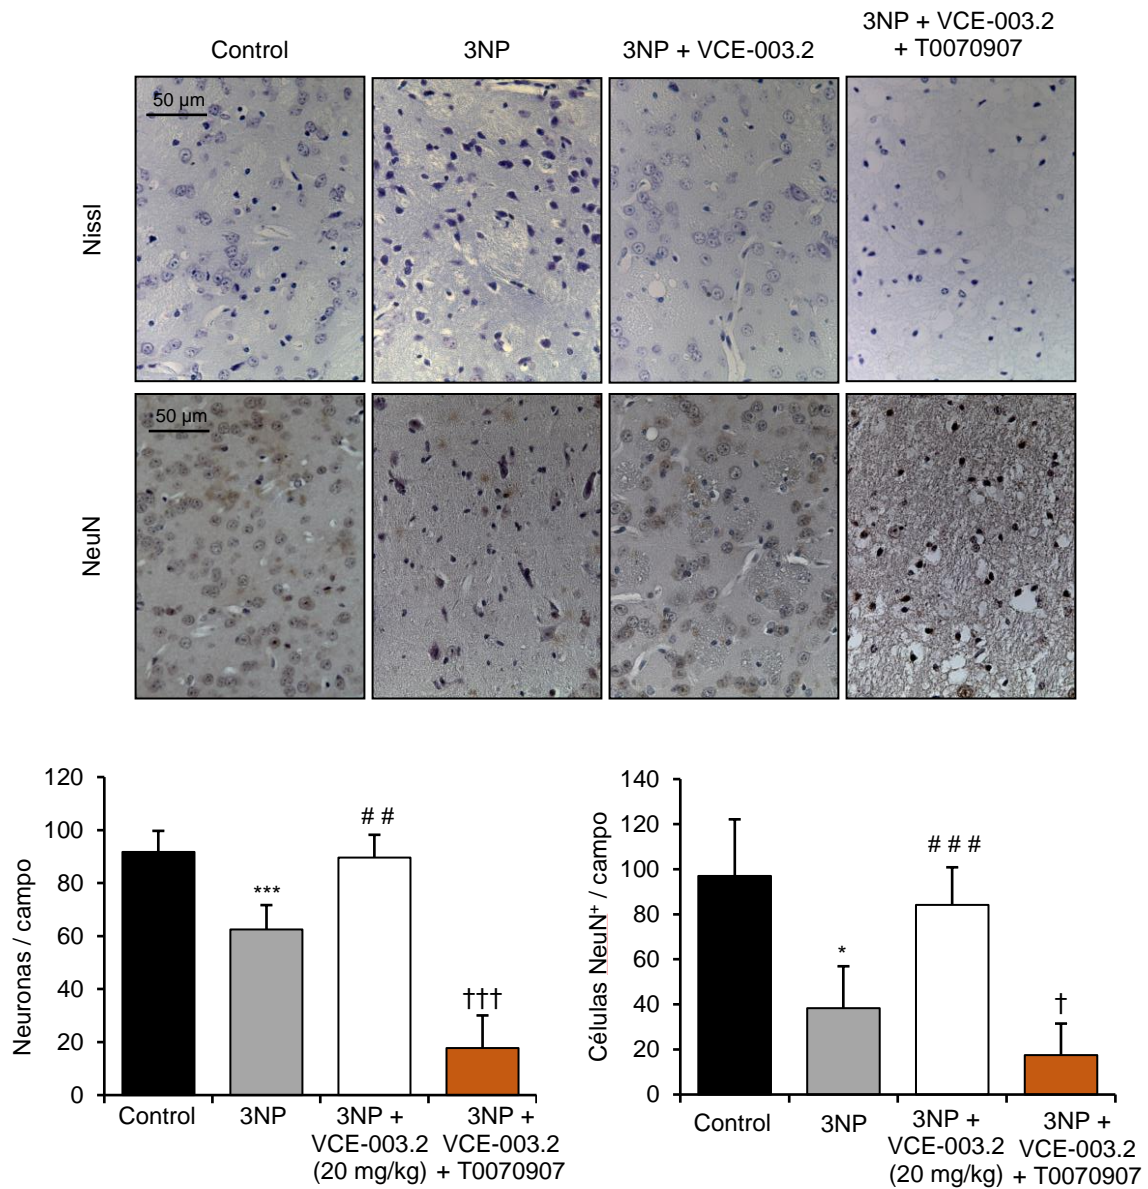 Control
3NP
3NP + VCE-003.2
3NP + VCE-003.2
+ T0070907
Nissl
50 µm
NeuN
50 µm
Neuronas / campo
120
100
80
60
40
20
0
***
# #
†††
Control
3NP
3NP +
VCE-003.2
(20 mg/kg)
3NP +
VCE-003.2
+ T0070907
Células NeuN⁺ / campo
140
120
100
80
60
40
20
0
*
# # #
†
Control
3NP
3NP +
VCE-003.2
(20 mg/kg)
3NP +
VCE-003.2
+ T0070907